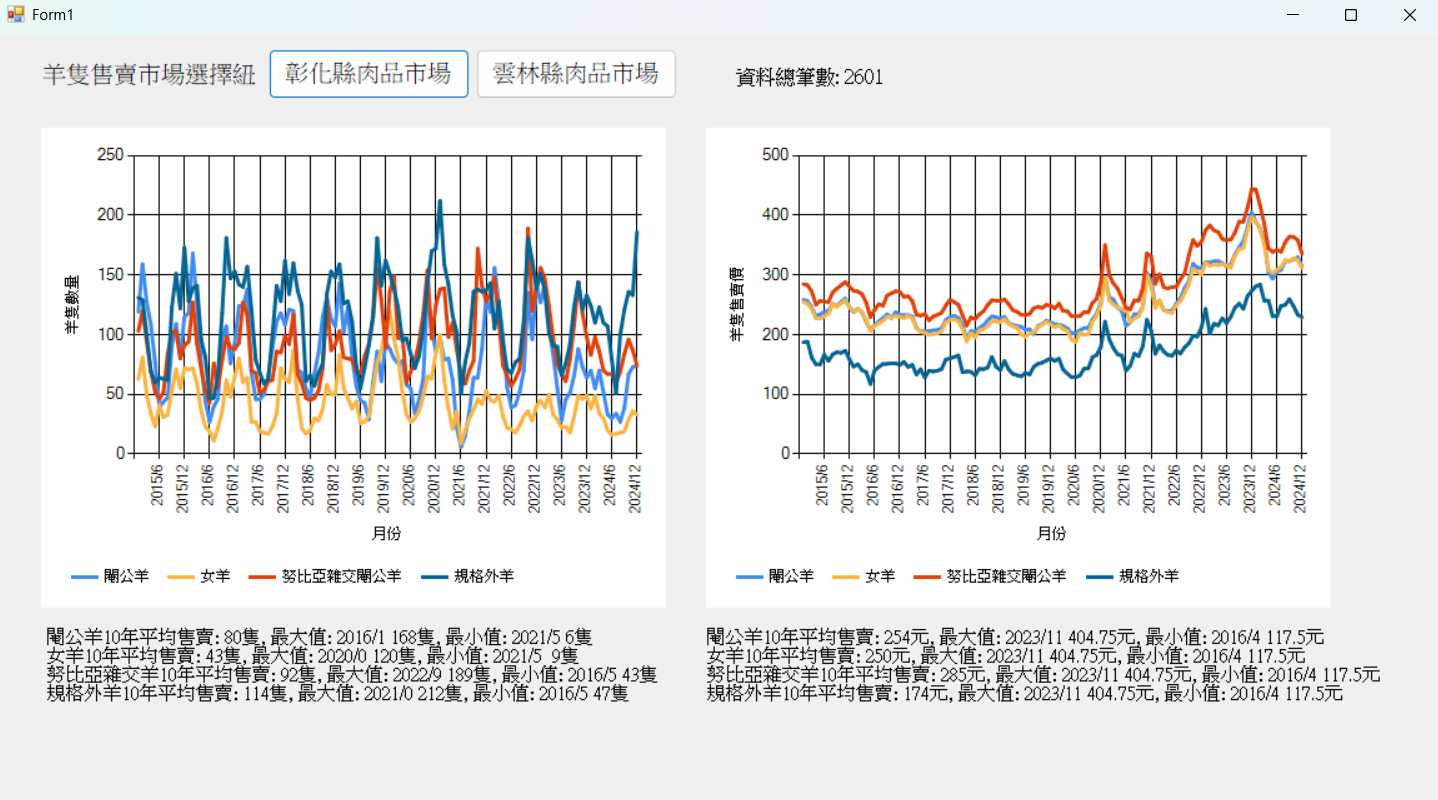 Form1
羊隻售賣市場選擇紐 彰化縣肉品市場 雲林縣肉品市場 資料總筆數: 2601
250
200
150
100
50
0
羊隻數量
2015/6 2015/12 2016/6 2016/12 2017/6 2017/12 2018/6 2018/12 2019/6 2019/12 2020/6 2020/12 2021/6 2021/12 2022/6 2022/12 2023/6 2023/12 2024/6 2024/12
月份
閹公羊 女羊 努比亞雜交閹公羊 規格外羊
500
400
300
200
100
0
羊隻售賣價
2015/6 2015/12 2016/6 2016/12 2017/6 2017/12 2018/6 2018/12 2019/6 2019/12 2020/6 2020/12 2021/6 2021/12 2022/6 2022/12 2023/6 2023/12 2024/6 2024/12
月份
閹公羊 女羊 努比亞雜交閹公羊 規格外羊
閹公羊10年平均售賣: 80隻, 最大值: 2016/1 168隻, 最小值: 2021/5 6隻
女羊10年平均售賣: 43隻, 最大值: 2020/0 120隻, 最小值: 2021/5 9隻
努比亞雜交羊10年平均售賣: 92隻, 最大值: 2022/9 189隻, 最小值: 2016/5 43隻
規格外羊10年平均售賣: 114隻, 最大值: 2021/0 212隻, 最小值: 2016/5 47隻
閹公羊10年平均售賣: 254元, 最大值: 2023/11 404.75元, 最小值: 2016/4 117.5元
女羊10年平均售賣: 250元, 最大值: 2023/11 404.75元, 最小值: 2016/4 117.5元
努比亞雜交羊10年平均售賣: 285元, 最大值: 2023/11 404.75元, 最小值: 2016/4 117.5元
規格外羊10年平均售賣: 174元, 最大值: 2023/11 404.75元, 最小值: 2016/4 117.5元